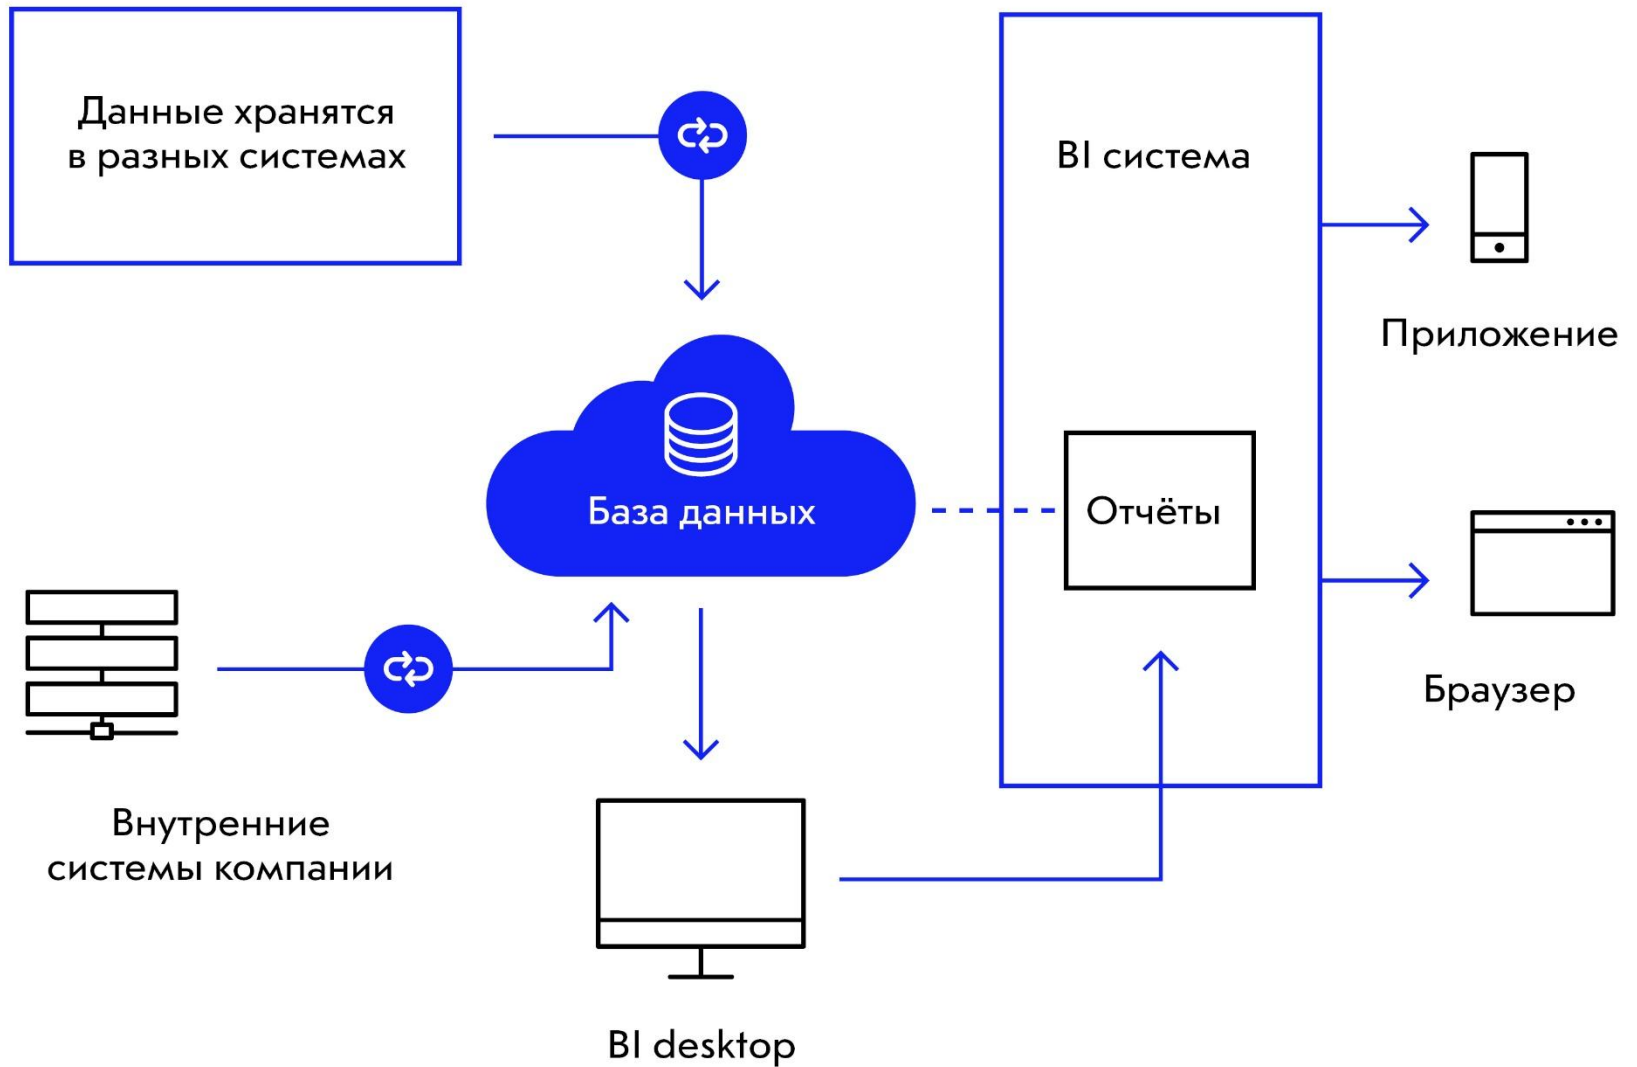 Данные хранятся
в разных системах
BI система
Приложение
База данных
Отчёты
Браузер
Внутренние
системы компании
BI desktop